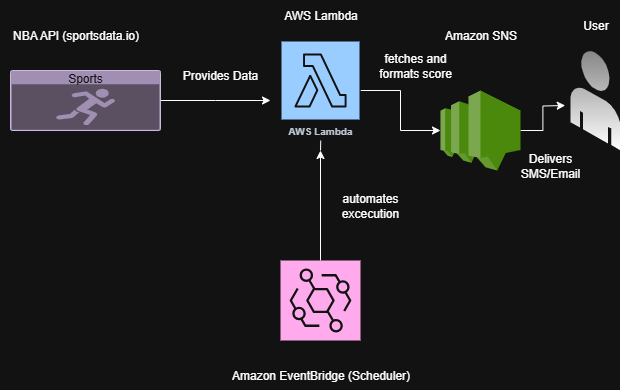 AWS Lambda
User
NBA API (sportsdata.io)
Amazon SNS
Sports
Provides Data
fetches and
formats score
AWS Lambda
Delivers
SMS/Email
automates
excecution
Amazon EventBridge (Scheduler)